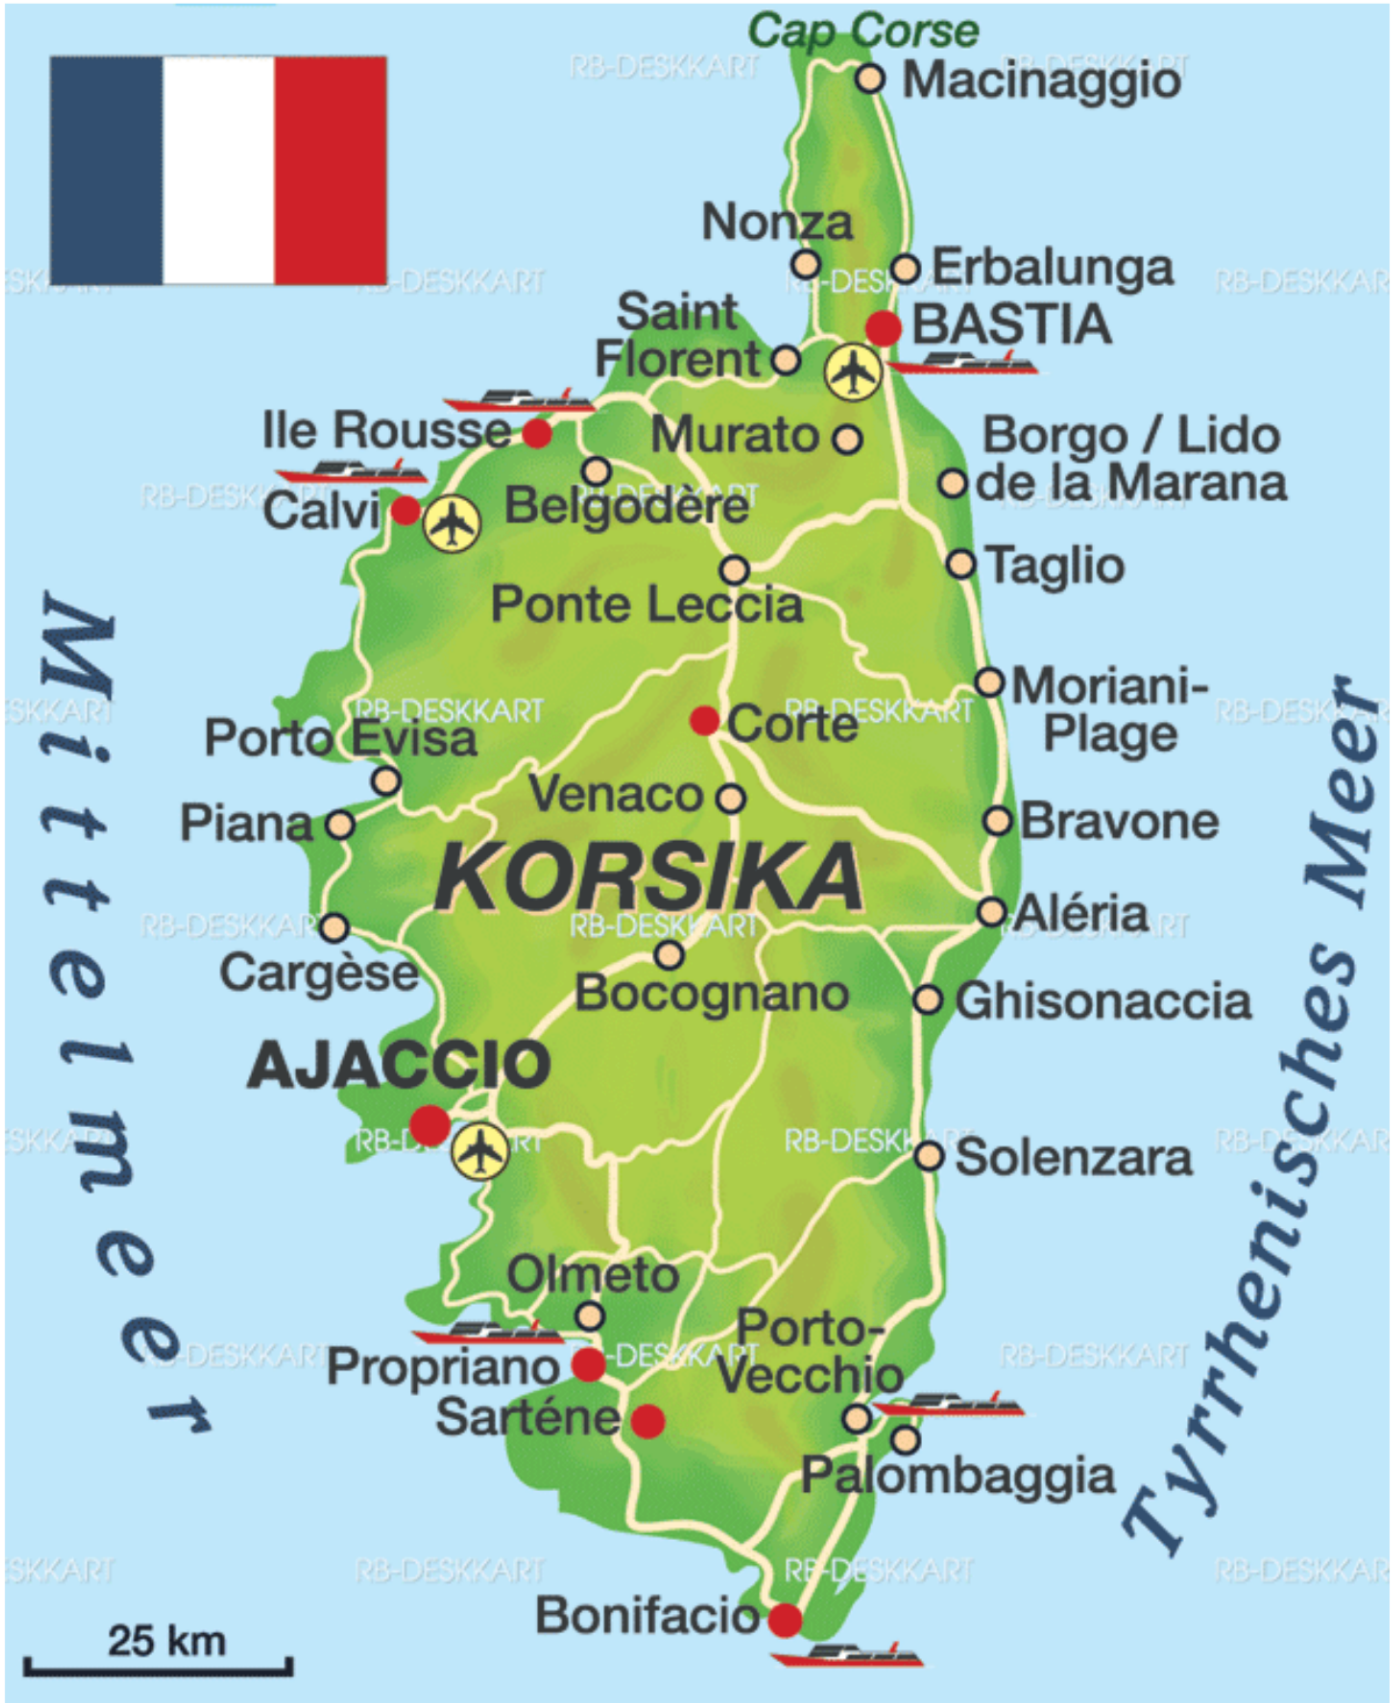 Cap Corse
Macinaggio
Nonza
Erbalunga
Saint
Florent
BASTIA
Ile Rousse
Murato
Borgo / Lido
de la Marana
Calvi
Belgodère
Taglio
Ponte Leccia
Moriani-
Plage
Porto Evisa
Corte
Venaco
Piana
Bravone
KORSIKA
Aléria
Cargèse
Bocognano
Ghisonaccia
AJACCIO
Solenzara
Olmeto
Porto-
Vecchio
Propriano
Sarténe
Palombaggia
Bonifacio
25 km
Mittelmeer
Tyrrhenisches Meer
RB-DESKKART